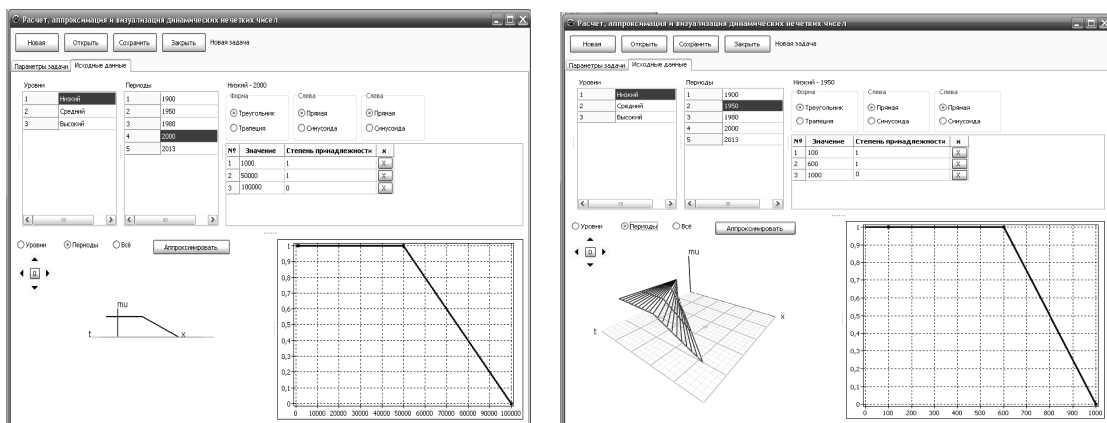 Расчет, аппроксимация и визуализация динамических нечетких чисел
Новая Открыть Сохранить Закрыть Новая задача
Параметры задачи Исходные данные
Уровни Периоды Низкий - 2000
1 Низкий 1 1900
2 Средний 2 1950
3 Высокий 3 1980
4 2000
5 2013
Форма Слева Слева
Треугольник Прямая Прямая
Трапеция Синусоида Синусоида
№ Значение Степень принадлежности х
1 1000 1 X
2 50000 1 X
3 100000 0 X
Уровни Периоды Всё Аппроксимировать
0
mu
t x
1
0,9
0,8
0,7
0,6
0,5
0,4
0,3
0,2
0,1
0
0 10000 20000 30000 40000 50000 60000 70000 80000 90000 100000
Расчет, аппроксимация и визуализация динамических нечетких чисел
Новая Открыть Сохранить Закрыть Новая задача
Параметры задачи Исходные данные
Уровни Периоды Низкий - 1950
1 Низкий 1 1900
2 Средний 2 1950
3 Высокий 3 1980
4 2000
5 2013
Форма Слева Слева
Треугольник Прямая Прямая
Трапеция Синусоида Синусоида
№ Значение Степень принадлежности х
1 100 1 X
2 600 1 X
3 1000 0 X
Уровни Периоды Всё Аппроксимировать
0
mu
t x
1
0,9
0,8
0,7
0,6
0,5
0,4
0,3
0,2
0,1
0
0 100 200 300 400 500 600 700 800 900 1000